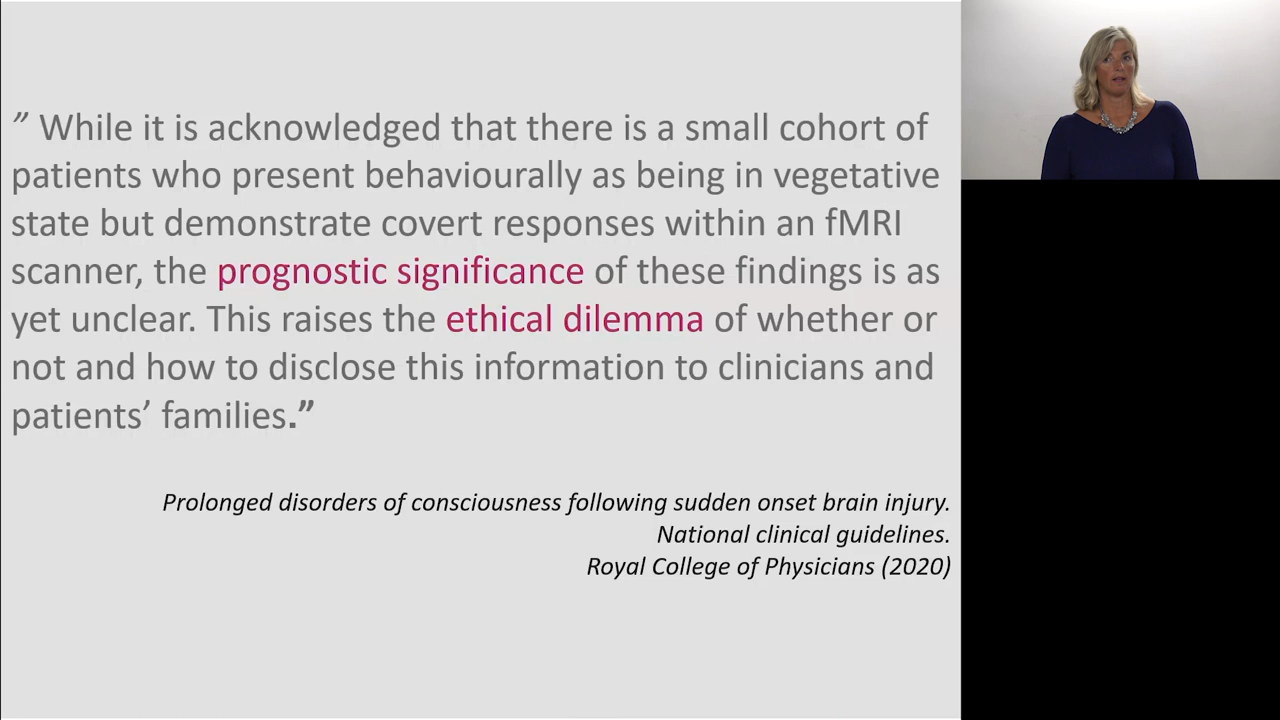 ” While it is acknowledged that there is a small cohort of
patients who present behaviourally as being in vegetative
state but demonstrate covert responses within an fMRI
scanner, the prognostic significance of these findings is as
yet unclear. This raises the ethical dilemma of whether or
not and how to disclose this information to clinicians and
patients’ families.”
Prolonged disorders of consciousness following sudden onset brain injury.
National clinical guidelines.
Royal College of Physicians (2020)